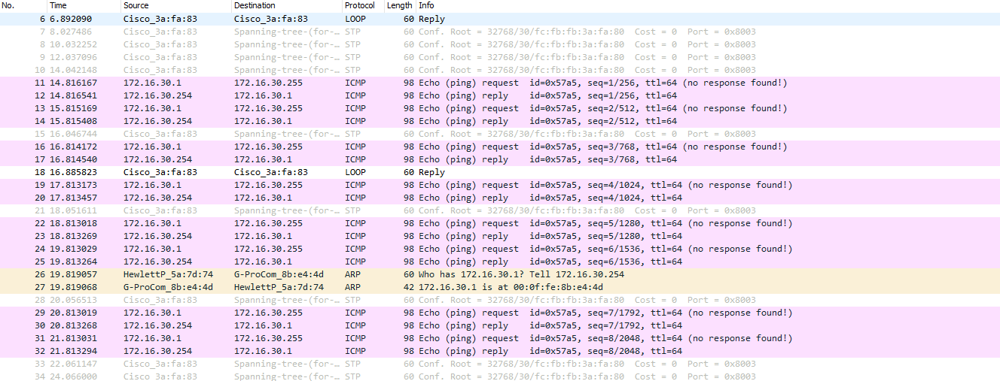 No. Time Source Destination Protocol Length Info
6 6.892090 Cisco_3a:fa:83 Cisco_3a:fa:83 LOOP 60 Reply
7 8.027486 Cisco_3a:fa:83 Spanning-tree-(for-… STP 60 Conf. Root = 32768/30/fc:fb:fb:3a:fa:80 Cost = 0 Port = 0x8003
8 10.032252 Cisco_3a:fa:83 Spanning-tree-(for-… STP 60 Conf. Root = 32768/30/fc:fb:fb:3a:fa:80 Cost = 0 Port = 0x8003
9 12.037096 Cisco_3a:fa:83 Spanning-tree-(for-… STP 60 Conf. Root = 32768/30/fc:fb:fb:3a:fa:80 Cost = 0 Port = 0x8003
10 14.042148 Cisco_3a:fa:83 Spanning-tree-(for-… STP 60 Conf. Root = 32768/30/fc:fb:fb:3a:fa:80 Cost = 0 Port = 0x8003
11 14.816167 172.16.30.1 172.16.30.255 ICMP 98 Echo (ping) request id=0x57a5, seq=1/256, ttl=64 (no response found!)
12 14.816541 172.16.30.254 172.16.30.1 ICMP 98 Echo (ping) reply id=0x57a5, seq=1/256, ttl=64
13 15.815169 172.16.30.1 172.16.30.255 ICMP 98 Echo (ping) request id=0x57a5, seq=2/512, ttl=64 (no response found!)
14 15.815408 172.16.30.254 172.16.30.1 ICMP 98 Echo (ping) reply id=0x57a5, seq=2/512, ttl=64
15 16.046744 Cisco_3a:fa:83 Spanning-tree-(for-… STP 60 Conf. Root = 32768/30/fc:fb:fb:3a:fa:80 Cost = 0 Port = 0x8003
16 16.814172 172.16.30.1 172.16.30.255 ICMP 98 Echo (ping) request id=0x57a5, seq=3/768, ttl=64 (no response found!)
17 16.814540 172.16.30.254 172.16.30.1 ICMP 98 Echo (ping) reply id=0x57a5, seq=3/768, ttl=64
18 16.885823 Cisco_3a:fa:83 Cisco_3a:fa:83 LOOP 60 Reply
19 17.813173 172.16.30.1 172.16.30.255 ICMP 98 Echo (ping) request id=0x57a5, seq=4/1024, ttl=64 (no response found!)
20 17.813457 172.16.30.254 172.16.30.1 ICMP 98 Echo (ping) reply id=0x57a5, seq=4/1024, ttl=64
21 18.051611 Cisco_3a:fa:83 Spanning-tree-(for-… STP 60 Conf. Root = 32768/30/fc:fb:fb:3a:fa:80 Cost = 0 Port = 0x8003
22 18.813018 172.16.30.1 172.16.30.255 ICMP 98 Echo (ping) request id=0x57a5, seq=5/1280, ttl=64 (no response found!)
23 18.813269 172.16.30.254 172.16.30.1 ICMP 98 Echo (ping) reply id=0x57a5, seq=5/1280, ttl=64
24 19.813029 172.16.30.1 172.16.30.255 ICMP 98 Echo (ping) request id=0x57a5, seq=6/1536, ttl=64 (no response found!)
25 19.813264 172.16.30.254 172.16.30.1 ICMP 98 Echo (ping) reply id=0x57a5, seq=6/1536, ttl=64
26 19.819057 HewlettP_5a:7d:74 G-ProCom_8b:e4:4d ARP 60 Who has 172.16.30.1? Tell 172.16.30.254
27 19.819068 G-ProCom_8b:e4:4d HewlettP_5a:7d:74 ARP 42 172.16.30.1 is at 00:0f:fe:8b:e4:4d
28 20.056513 Cisco_3a:fa:83 Spanning-tree-(for-… STP 60 Conf. Root = 32768/30/fc:fb:fb:3a:fa:80 Cost = 0 Port = 0x8003
29 20.813019 172.16.30.1 172.16.30.255 ICMP 98 Echo (ping) request id=0x57a5, seq=7/1792, ttl=64 (no response found!)
30 20.813268 172.16.30.254 172.16.30.1 ICMP 98 Echo (ping) reply id=0x57a5, seq=7/1792, ttl=64
31 21.813031 172.16.30.1 172.16.30.255 ICMP 98 Echo (ping) request id=0x57a5, seq=8/2048, ttl=64 (no response found!)
32 21.813294 172.16.30.254 172.16.30.1 ICMP 98 Echo (ping) reply id=0x57a5, seq=8/2048, ttl=64
33 22.061147 Cisco_3a:fa:83 Spanning-tree-(for-… STP 60 Conf. Root = 32768/30/fc:fb:fb:3a:fa:80 Cost = 0 Port = 0x8003
34 24.066000 Cisco_3a:fa:83 Spanning-tree-(for-… STP 60 Conf. Root = 32768/30/fc:fb:fb:3a:fa:80 Cost = 0 Port = 0x8003